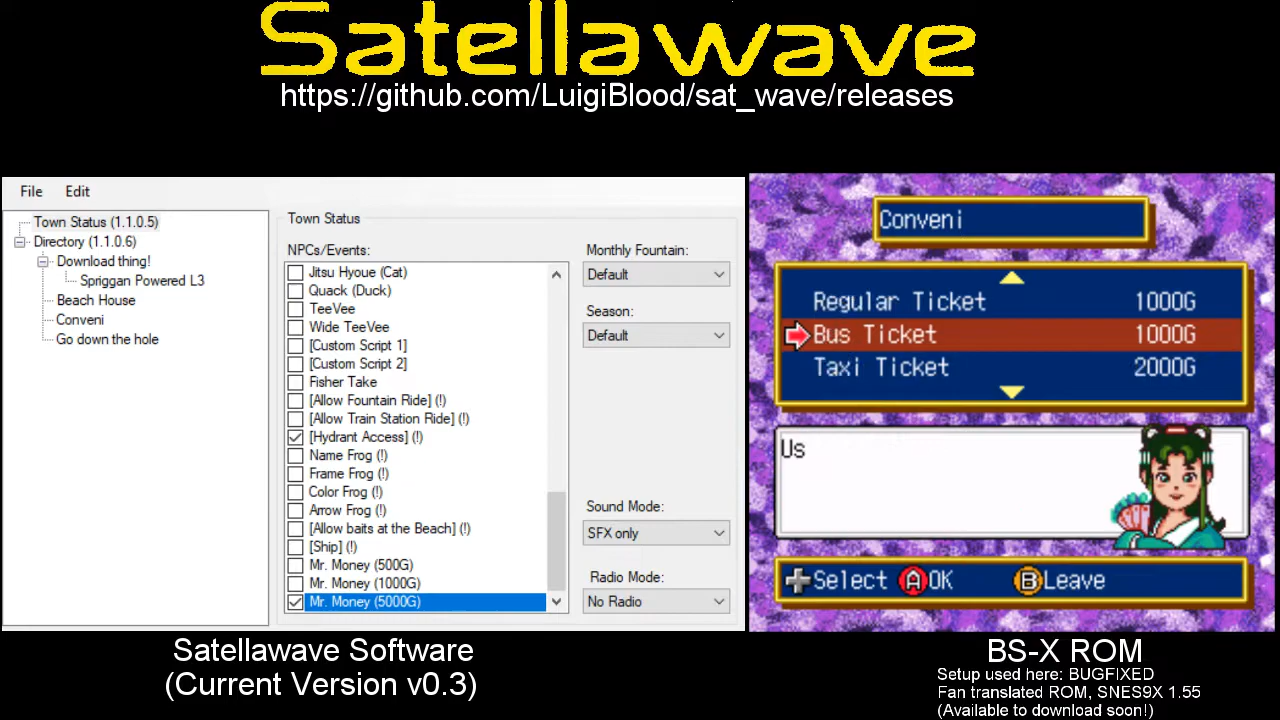 Satellawave
https://github.com/LuigiBlood/sat_wave/releases
File Edit
Town Status (1.1.0.5)
Directory (1.1.0.6)
Download thing!
Spriggan Powered L3
Beach House
Conveni
Go down the hole
Town Status
NPCs/Events:
Jitsu Hyoue (Cat)
Quack (Duck)
TeeVee
Wide TeeVee
[Custom Script 1]
[Custom Script 2]
Fisher Take
[Allow Fountain Ride] (!)
[Allow Train Station Ride] (!)
[Hydrant Access] (!)
Name Frog (!)
Frame Frog (!)
Color Frog (!)
Arrow Frog (!)
[Allow baits at the Beach] (!)
[Ship] (!)
Mr. Money (500G)
Mr. Money (1000G)
Mr. Money (5000G)
Monthly Fountain:
Default
Season:
Default
Sound Mode:
SFX only
Radio Mode:
No Radio
Conveni
Regular Ticket 1000G
Bus Ticket 1000G
Taxi Ticket 2000G
Us
Select A OK B Leave
Satellawave Software
(Current Version v0.3)
BS-X ROM
Setup used here: BUGFIXED
Fan translated ROM, SNES9X 1.55
(Available to download soon!)